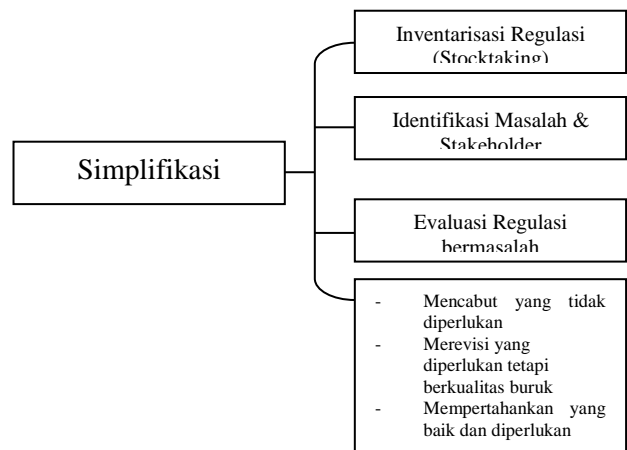 Inventarisasi Regulasi
(Stocktaking)
Identifikasi Masalah &
Stakeholder
Simplifikasi
Evaluasi Regulasi
bermasalah
- Mencabut yang tidak
diperlukan
- Merevisi yang
diperlukan tetapi
berkualitas buruk
- Mempertahankan yang
baik dan diperlukan